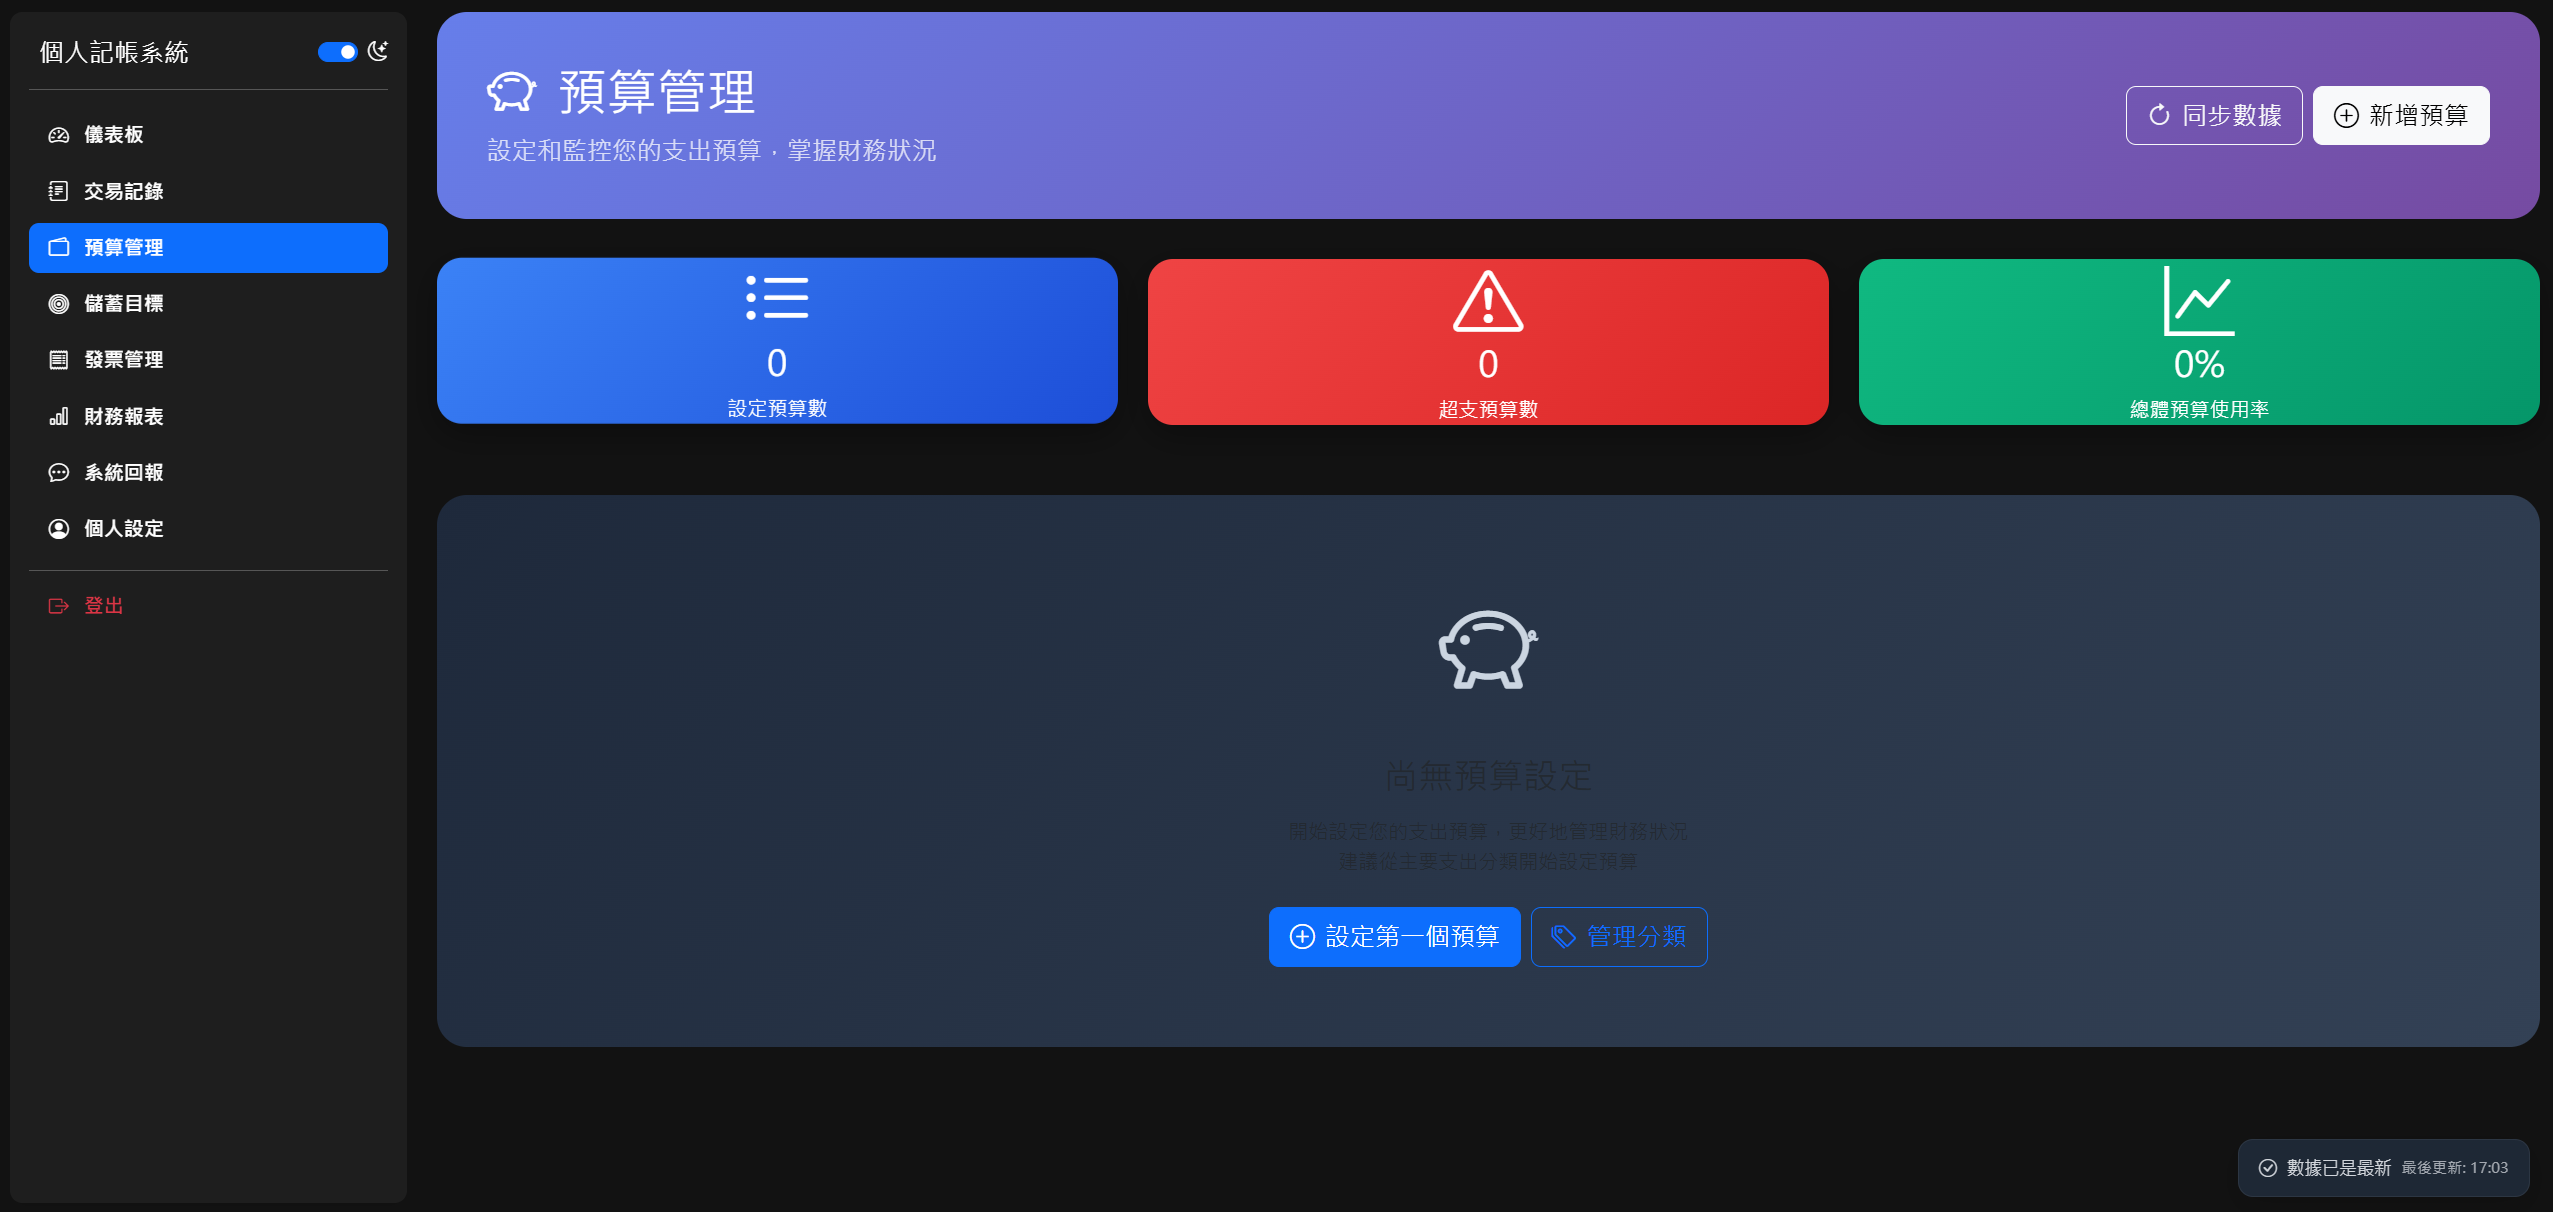 個人記帳系統
儀表板
交易記錄
預算管理
儲蓄目標
發票管理
財務報表
系統回報
個人設定
登出
預算管理
設定和監控您的支出預算，掌握財務狀況
同步數據
新增預算
0
設定預算數
0
超支預算數
0%
總體預算使用率
尚無預算設定
開始設定您的支出預算，更好地管理財務狀況
建議從主要支出分類開始設定預算
設定第一個預算
管理分類
數據已是最新 最後更新: 17:03